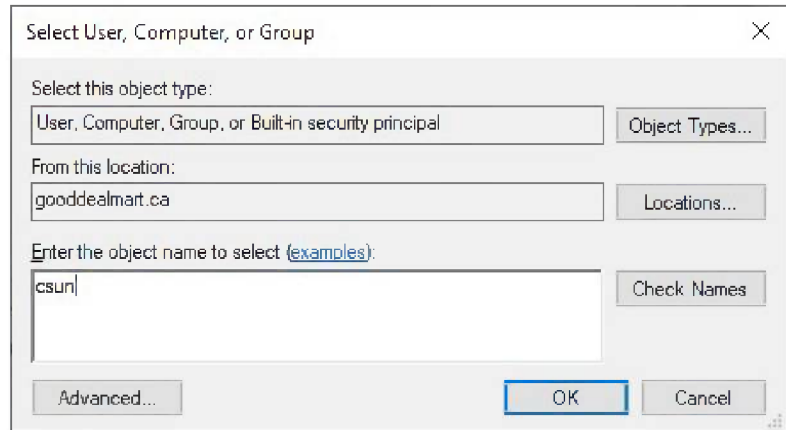 Select User, Computer, or Group
Select this object type:
User, Computer, Group, or Built-in security principal
Object Types...
From this location:
gooddealmart.ca
Locations...
Enter the object name to select (examples):
csun
Check Names
Advanced...
OK
Cancel